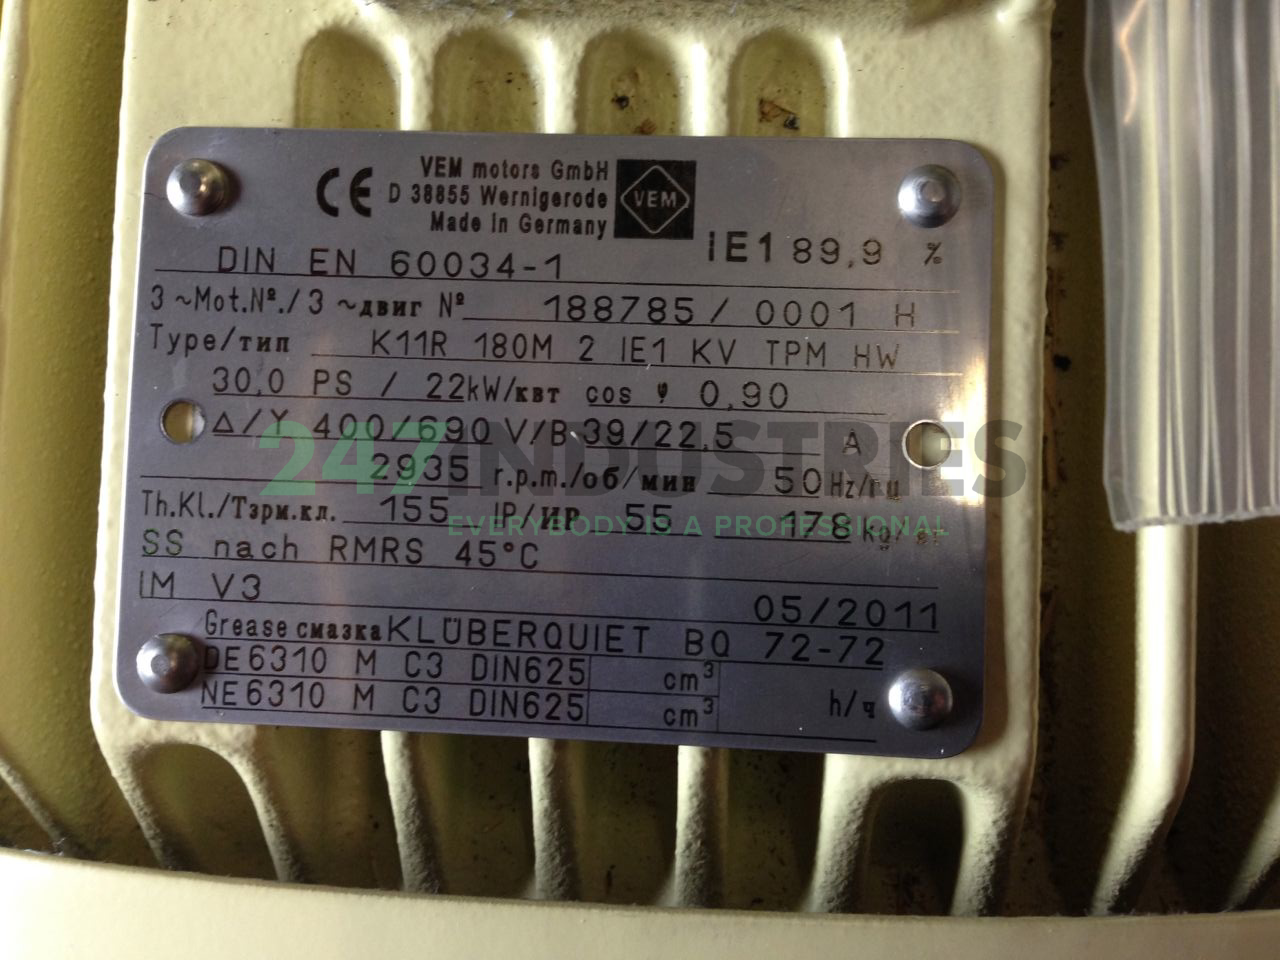 CE
VEM motors GmbH
D 38855 Wernigerode
Made in Germany
VEM
IE1 89,9 %
DIN EN 60034-1
3 ~Mot.Nº./3 ~двиг Nº 188785/0001 H
Type/тип K11R 180M 2 IE1 KV TPM HW
30,0 PS / 22kW/квт cos φ 0,90
Δ/Y 400/690 V/B 39/22,5 A
2935 r.p.m./об/мин 50 Hz/гц
Th.Kl./Тэрм.кл. 155 IP/ИР 55 178 Kg/кг
SS nach RMRS 45°C
IM V3
05/2011
Grease смазка KLÜBERQUIET BQ 72-72
DE 6310 M C3 DIN625 cm³
NE 6310 M C3 DIN625 cm³ h/ч
247 INDUSTRIES
EVERYBODY IS A PROFESSIONAL